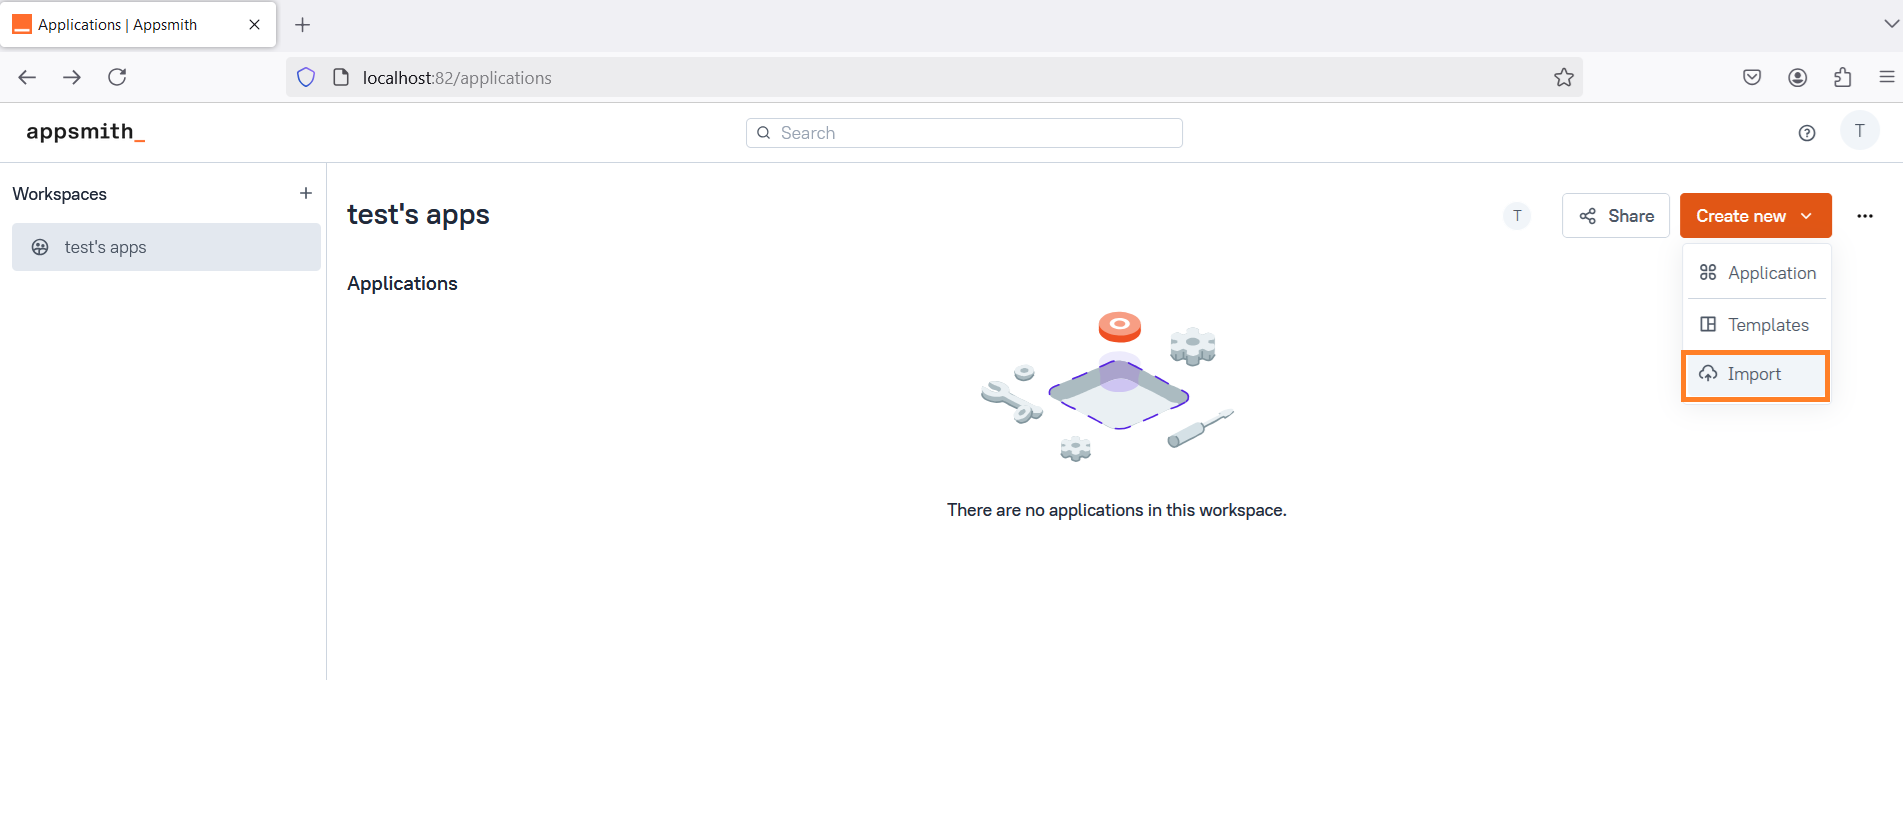 Applications | Appsmith
localhost:82/applications
appsmith_
Search
T
Workspaces
test's apps
test's apps
T
Share
Create new
Application
Templates
Import
Applications
There are no applications in this workspace.